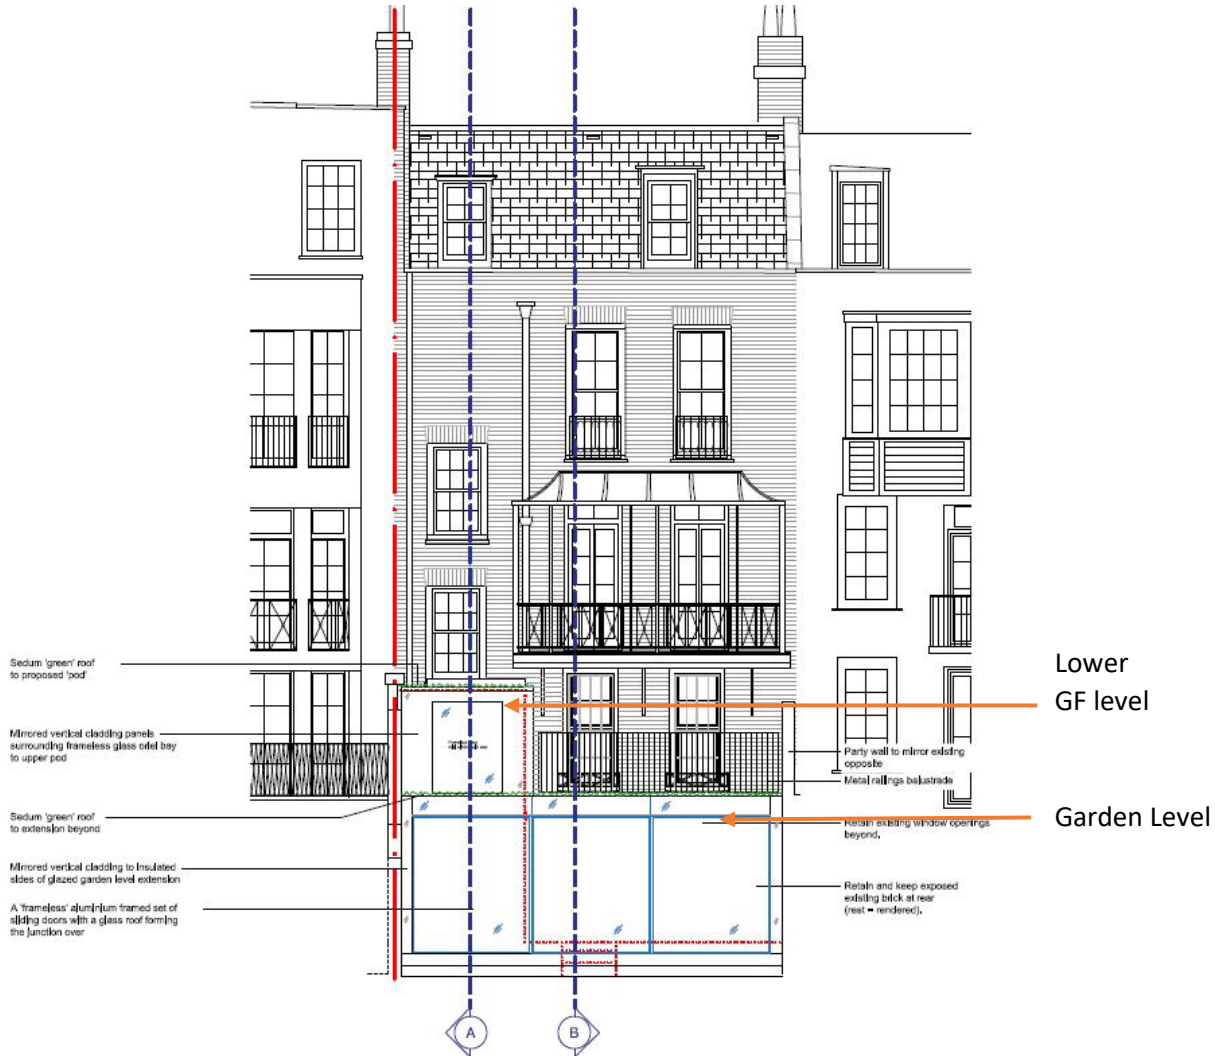 Sedum 'green' roof
to proposed 'pod'
Mirrored vertical cladding panels
surrounding frameless glass oriel bay
to upper pod
Sedum 'green' roof
to extension beyond
Mirrored vertical cladding to insulated
sides of glazed garden level extension
A 'frameless' aluminium framed set of
sliding doors with a glass roof forming
the junction over
Lower
GF level
Party wall to mirror existing
opposite
Metal railings balustrade
Garden Level
Retain existing window openings
beyond.
Retain and keep exposed
existing brick at rear
(rest = rendered).
A
B